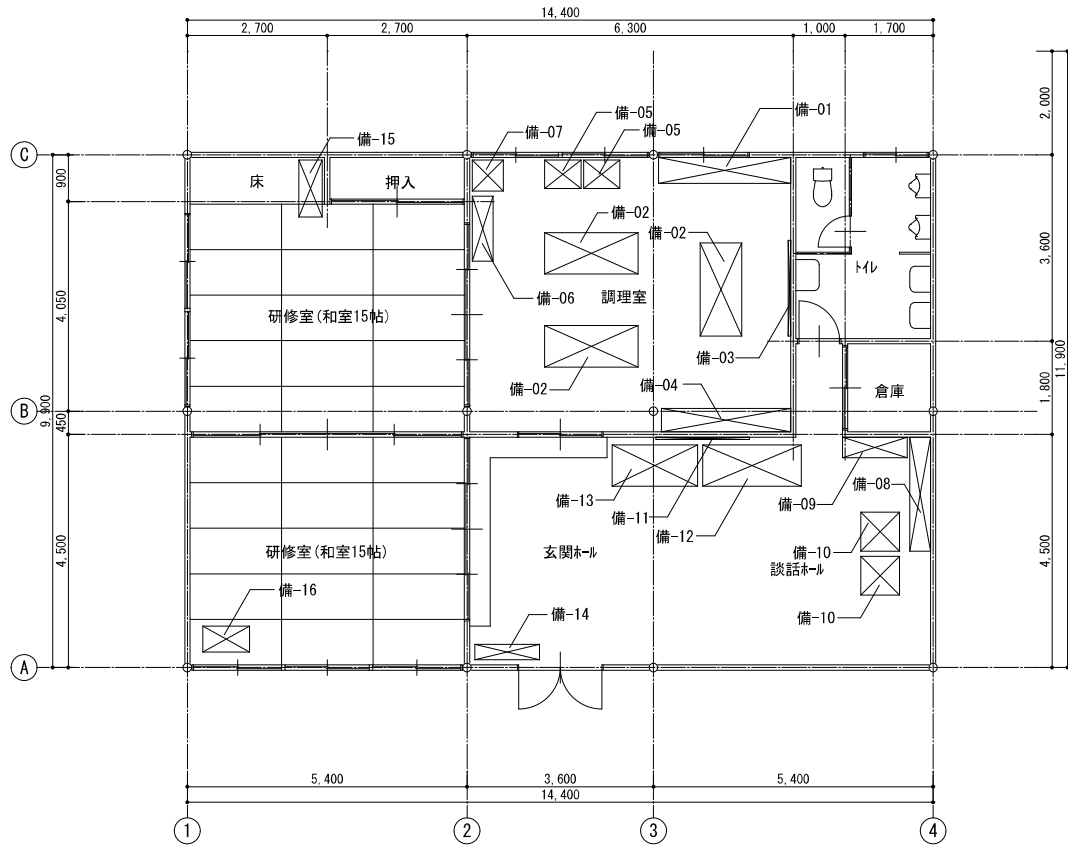 14,400
2,700
2,700
6,300
1,000
1,700
2,000
C
900
備-15
床
押入
備-07
備-05
備-05
備-01
備-02
備-02
備-06
調理室
備-03
備-02
備-04
トイレ
3,600
4,050
研修室(和室15帖)
11,900
倉庫
1,800
B
9,900
450
備-13
備-11
備-12
備-09
備-08
4,500
研修室(和室15帖)
玄関ホール
備-10
談話ホール
備-10
4,500
備-16
備-14
A
5,400
3,600
5,400
14,400
1
2
3
4